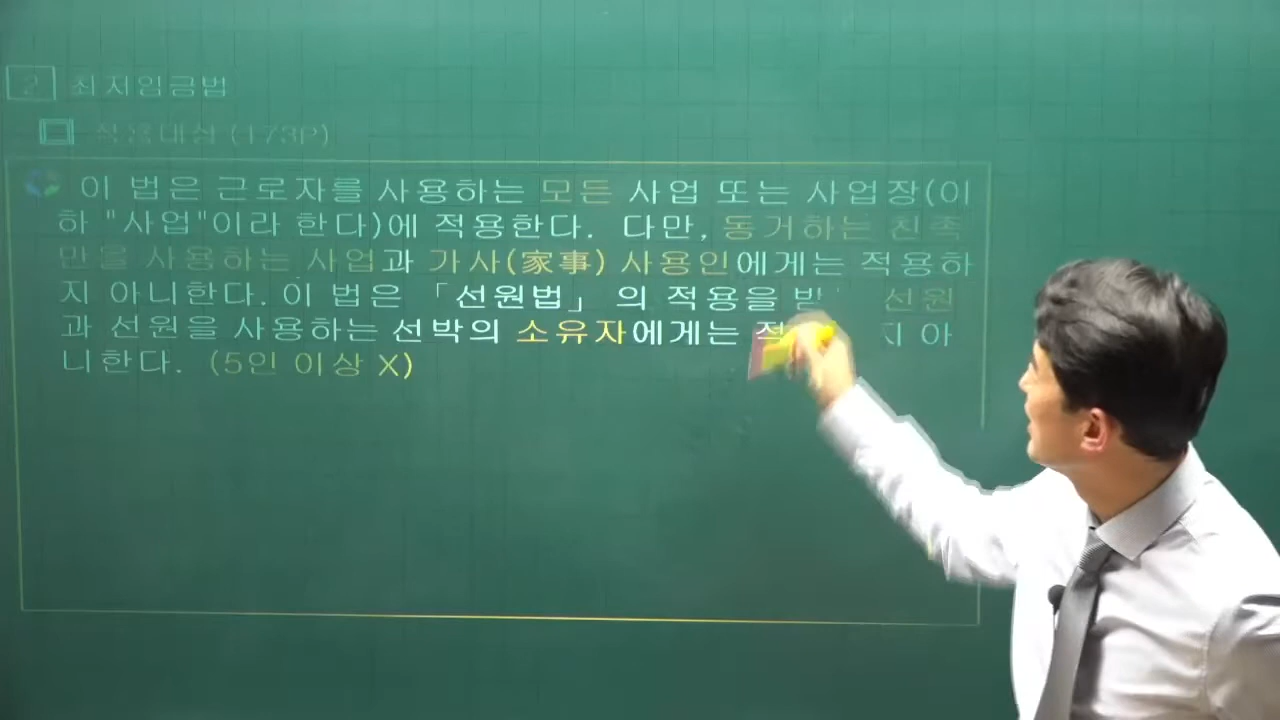 2 최저임금법
적용대상 (173P)
이 법은 근로자를 사용하는 모든 사업 또는 사업장(이
하 "사업"이라 한다)에 적용한다. 다만, 동거하는 친족
만을 사용하는 사업과 가사(家事) 사용인에게는 적용하
지 아니한다. 이 법은 「선원법」 의 적용을 선원
과 선원을 사용하는 선박의 소유자에게는 지 아
니한다. (5인 이상 X)